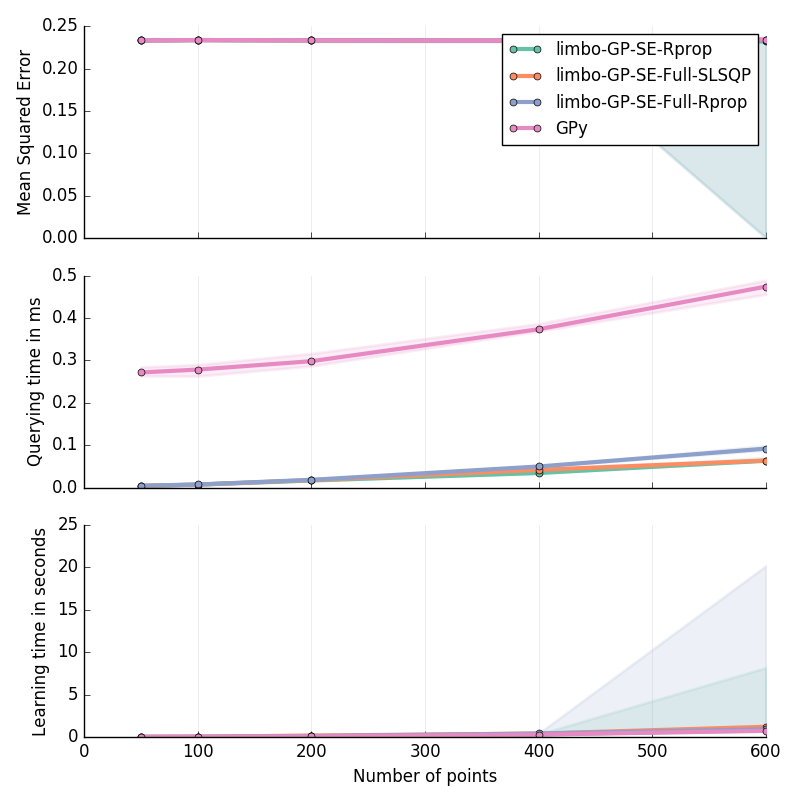 Mean Squared Error
0.25
0.20
0.15
0.10
0.05
0.00
limbo-GP-SE-Rprop
limbo-GP-SE-Full-SLSQP
limbo-GP-SE-Full-Rprop
GPy
Querying time in ms
0.5
0.4
0.3
0.2
0.1
0.0
Learning time in seconds
25
20
15
10
5
0
0 100 200 300 400 500 600
Number of points